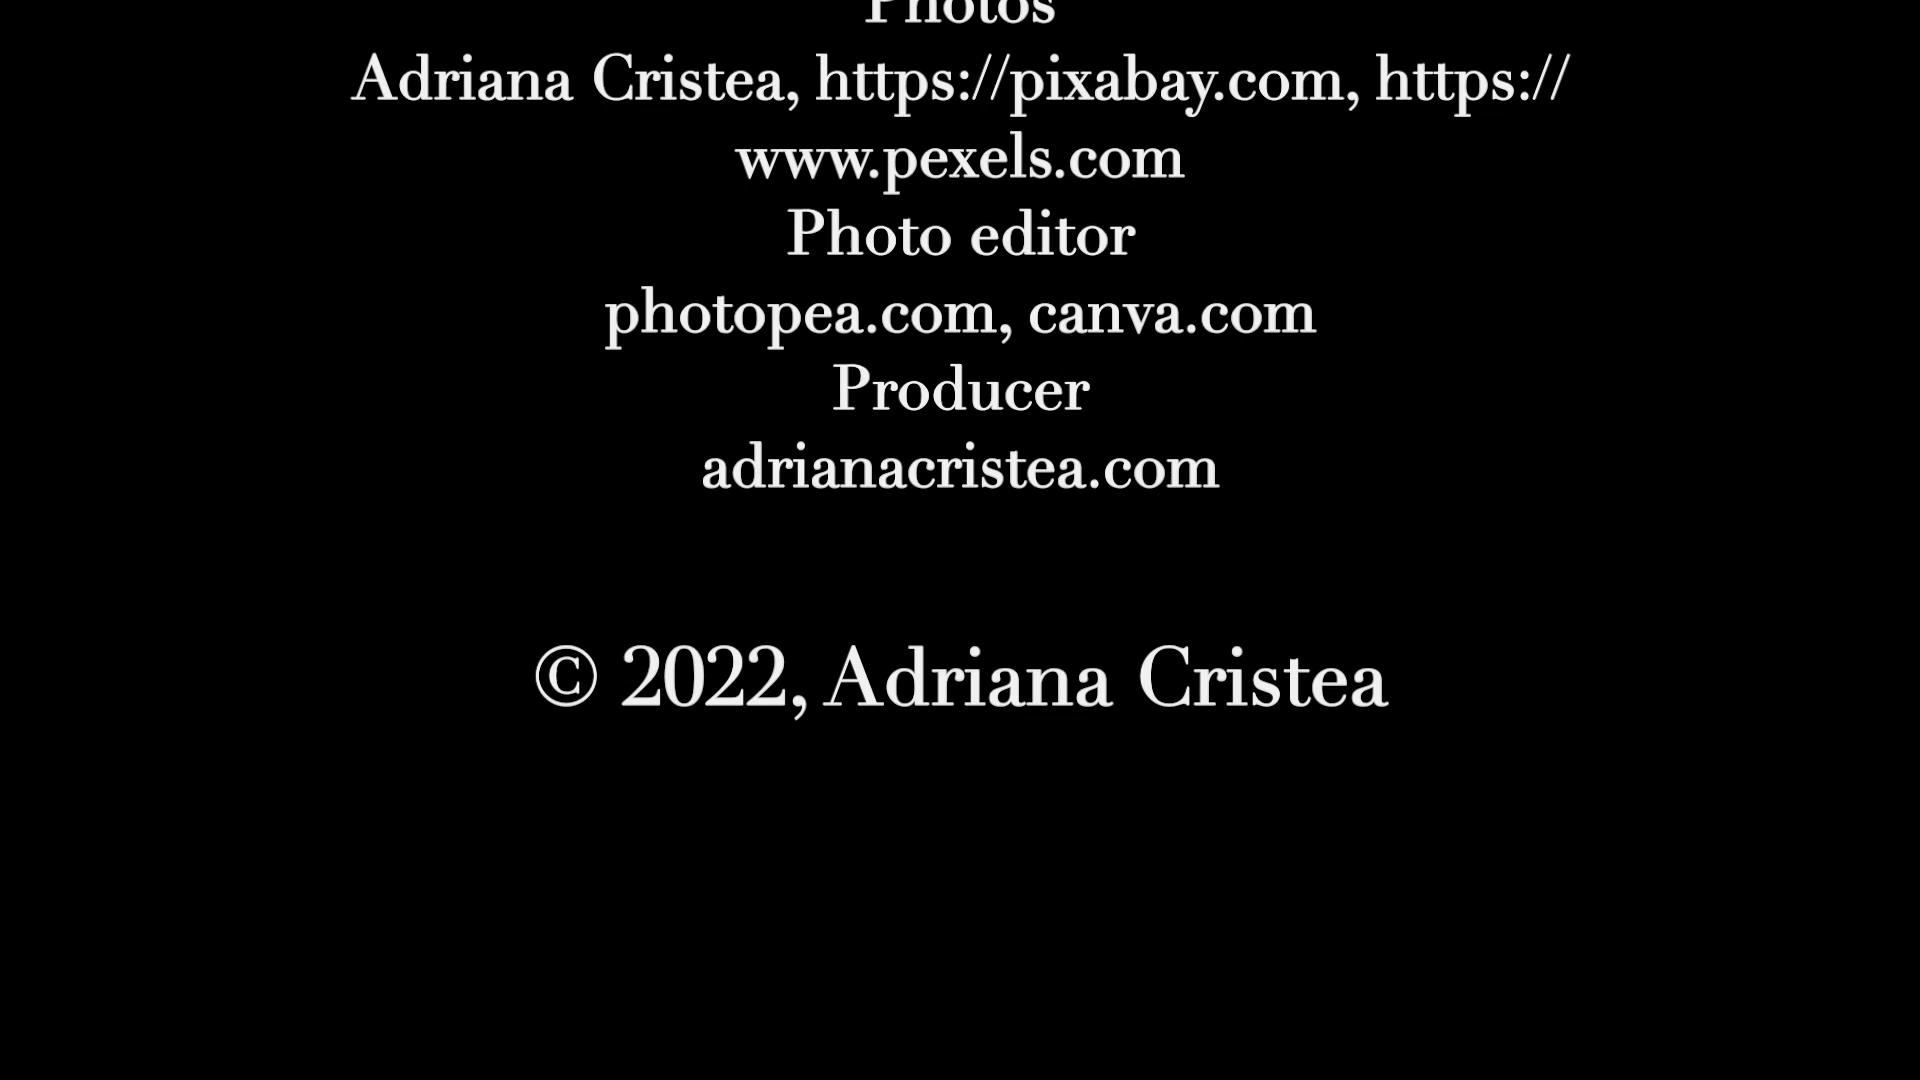 Photos
Adriana Cristea, https://pixabay.com, https://
www.pexels.com
Photo editor
photopea.com, canva.com
Producer
adrianacristea.com
© 2022, Adriana Cristea